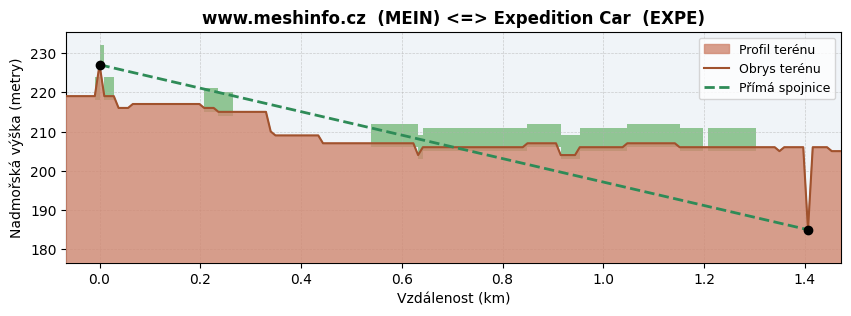 www.meshinfo.cz  (MEIN) <=> Expedition Car  (EXPE)
Nadmořská výška (metry)
230
220
210
200
190
180
Profil terénu
Obrys terénu
Přímá spojnice
0.0 0.2 0.4 0.6 0.8 1.0 1.2 1.4
Vzdálenost (km)